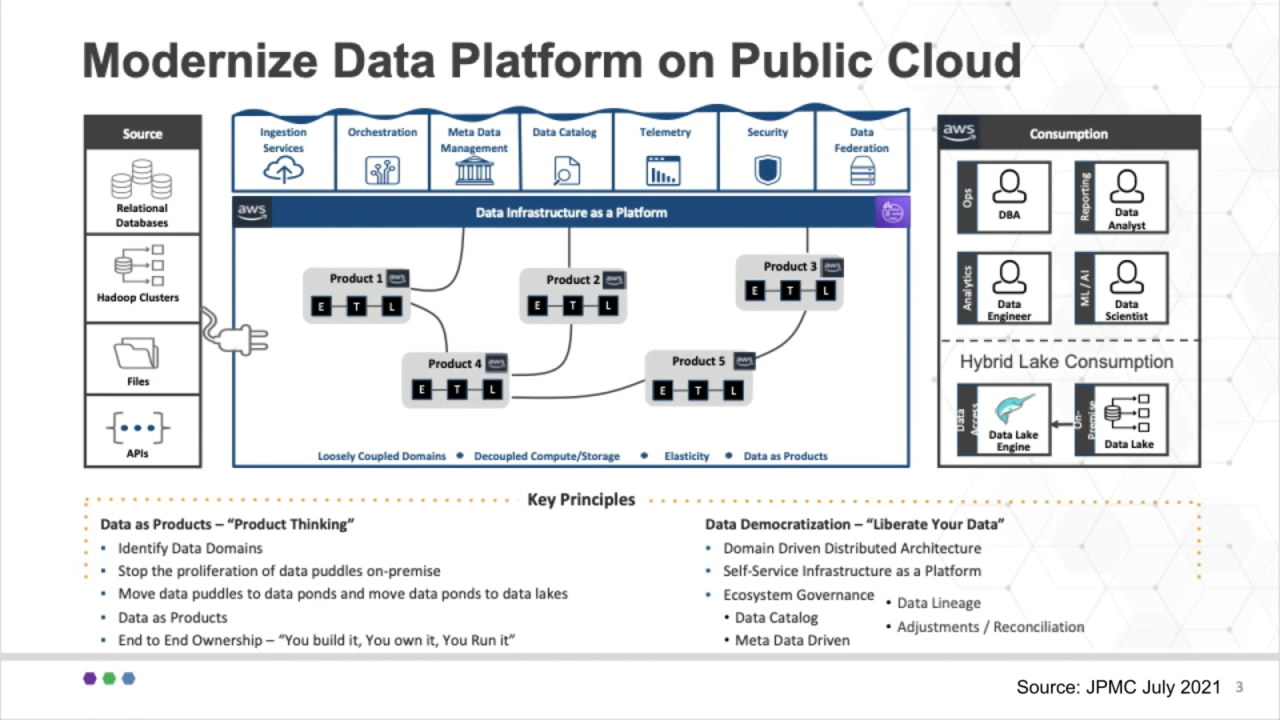 Modernize Data Platform on Public Cloud
Source
Relational
Databases
Hadoop Clusters
Files
APIs
Ingestion
Services
Orchestration
Meta Data
Management
Data Catalog
Telemetry
Security
Data
Federation
aws
Data Infrastructure as a Platform
Product 1
aws
E T L
Product 2
aws
E T L
Product 3
aws
E T L
Product 4
aws
E T L
Product 5
aws
E T L
Loosely Coupled Domains • Decoupled Compute/Storage • Elasticity • Data as Products
aws
Consumption
Ops
DBA
Reporting
Data
Analyst
Analytics
Data
Engineer
ML / AI
Data
Scientist
Hybrid Lake Consumption
Data
Access
Data Lake
Engine
On-
Premise
Data Lake
Key Principles
Data as Products – “Product Thinking”
▪ Identify Data Domains
▪ Stop the proliferation of data puddles on-premise
▪ Move data puddles to data ponds and move data ponds to data lakes
▪ Data as Products
▪ End to End Ownership – “You build it, You own it, You Run it”
Data Democratization – “Liberate Your Data”
▪ Domain Driven Distributed Architecture
▪ Self-Service Infrastructure as a Platform
▪ Ecosystem Governance
• Data Catalog
• Meta Data Driven
• Data Lineage
• Adjustments / Reconciliation
Source: JPMC July 2021 3